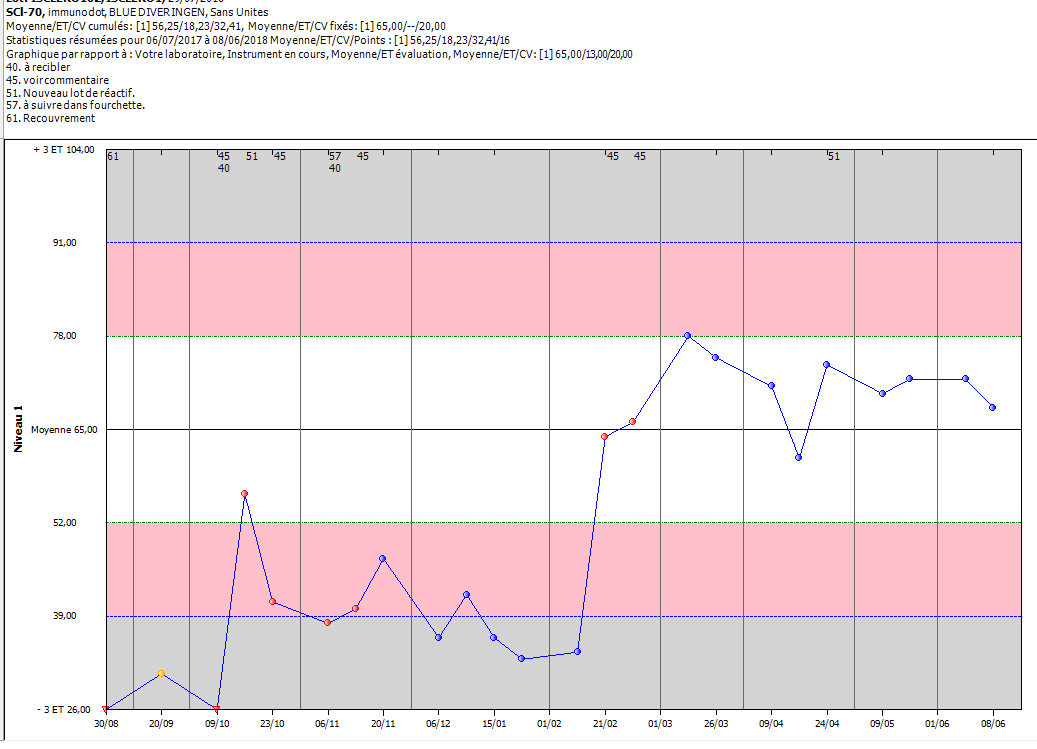 SCl-70, immunodot, BLUE DIVER INGEN, Sans Unites
Moyenne/ET/CV cumulés: [1] 56,25/18,23/32,41, Moyenne/ET/CV fixés: [1] 65,00/--/20,00
Statistiques résumées pour 06/07/2017 à 08/06/2018 Moyenne/ET/CV/Points : [1] 56,25/18,23/32,41/16
Graphique par rapport à : Votre laboratoire, Instrument en cours, Moyenne/ET évaluation, Moyenne/ET/CV: [1] 65,00/13,00/20,00
40. à recibler
45. voir commentaire
51. Nouveau lot de réactif.
57. à suivre dans fourchette.
61. Recouvrement
+ 3 ET 104,00
61 45 51 45 57 45 45 45 51
40 40
91,00
78,00
Moyenne 65,00
52,00
39,00
- 3 ET 26,00
Niveau 1
30/08 20/09 09/10 23/10 06/11 20/11 06/12 15/01 01/02 21/02 01/03 26/03 09/04 24/04 09/05 01/06 08/06